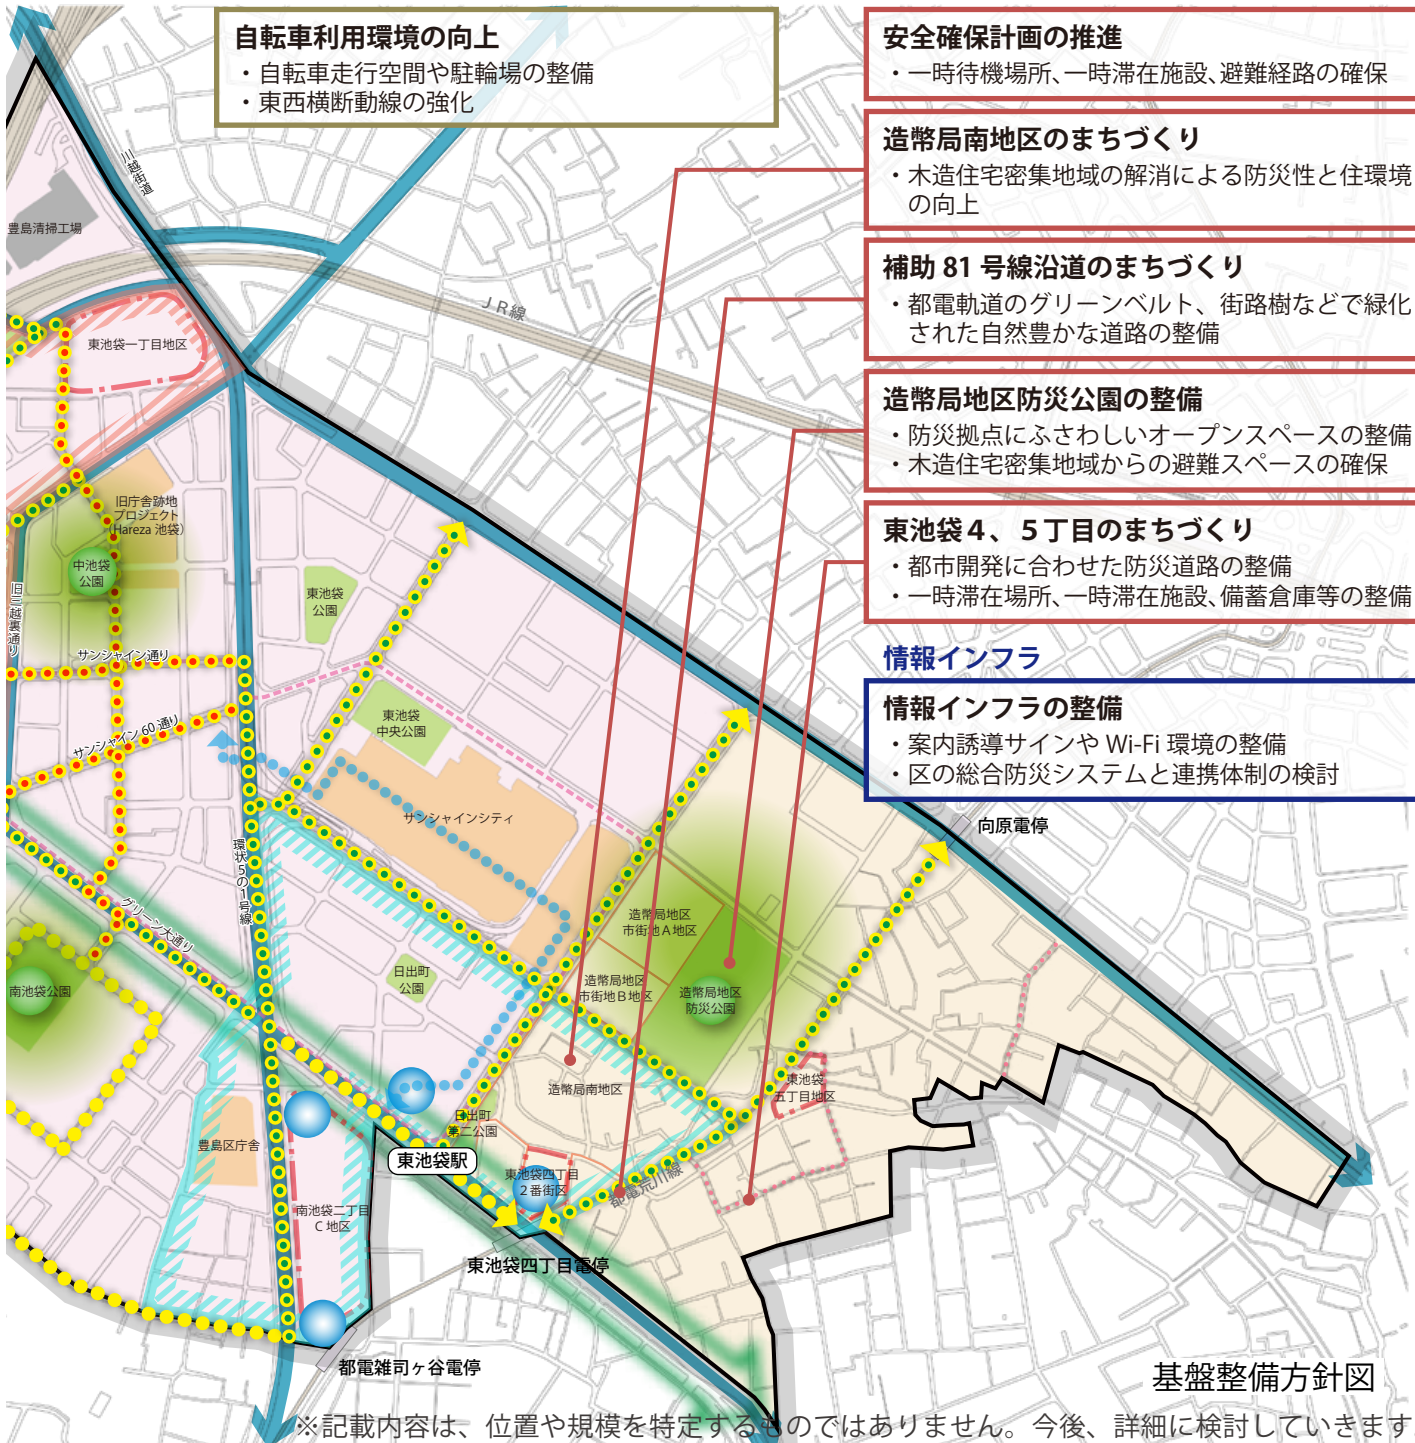 自転車利用環境の向上
・自転車走行空間や駐輪場の整備
・東西横断動線の強化
安全確保計画の推進
・一時待機場所、一時滞在施設、避難経路の確保
造幣局南地区のまちづくり
・木造住宅密集地域の解消による防災性と住環境
の向上
補助 81 号線沿道のまちづくり
・都電軌道のグリーンベルト、街路樹などで緑化
された自然豊かな道路の整備
造幣局地区防災公園の整備
・防災拠点にふさわしいオープンスペースの整備
・木造住宅密集地域からの避難スペースの確保
東池袋４、５丁目のまちづくり
・都市開発に合わせた防災道路の整備
・一時滞在場所、一時滞在施設、備蓄倉庫等の整備
情報インフラ
情報インフラの整備
・案内誘導サインや Wi-Fi 環境の整備
・区の総合防災システムと連携体制の検討
川越街道
豊島清掃工場
ＪＲ線
東池袋一丁目地区
旧庁舎跡地
プロジェクト
(Hareza 池袋)
中池袋
公園
東池袋
公園
旧三越裏通り
サンシャイン通り
東池袋
中央公園
サンシャイン 60 通り
サンシャインシティ
向原電停
環状5の1号線
グリーン大通り
造幣局地区
市街地Ａ地区
日出町
公園
造幣局地区
市街地Ｂ地区
造幣局地区
防災公園
南池袋公園
造幣局南地区
東池袋
五丁目地区
日出町
第二公園
豊島区庁舎
東池袋駅
東池袋四丁目
２番街区
都電荒川線
南池袋二丁目
Ｃ地区
東池袋四丁目電停
都電雑司ヶ谷電停
基盤整備方針図
※記載内容は、位置や規模を特定するものではありません。今後、詳細に検討していきます